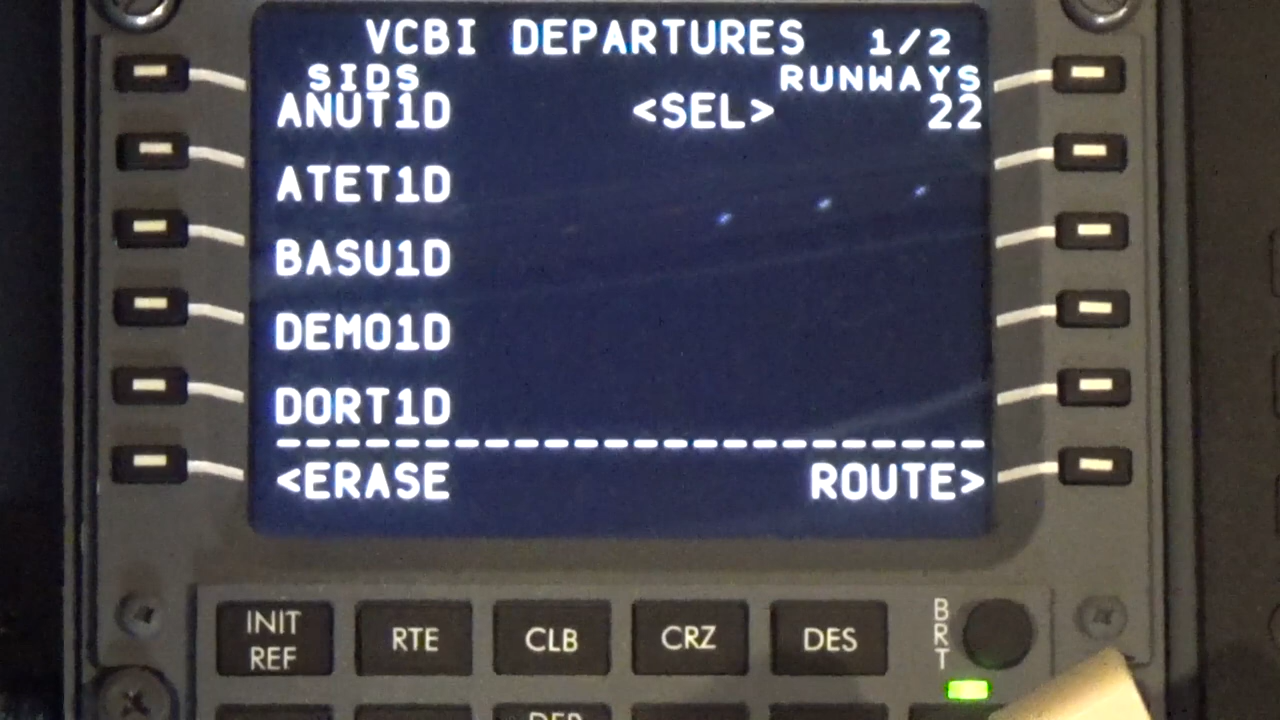 VCBI DEPARTURES 1/2
SIDS RUNWAYS
ANUT1D <SEL> 22
ATET1D
BASU1D
DEMO1D
DORT1D
------------------------
<ERASE ROUTE>
INIT REF
RTE
CLB
CRZ
DES
BRT